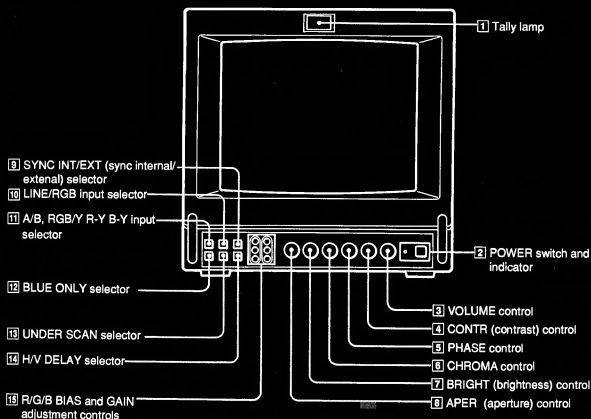 1 Tally lamp
9 SYNC INT/EXT (sync internal/
extenal) selector
10 LINE/RGB input selector
11 A/B, RGB/Y R-Y B-Y input
selector
2 POWER switch and
indicator
12 BLUE ONLY selector
3 VOLUME control
4 CONTR (contrast) control
13 UNDER SCAN selector
5 PHASE control
14 H/V DELAY selector
6 CHROMA control
7 BRIGHT (brightness) control
15 R/G/B BIAS and GAIN
adjustment controls
8 APER (aperture) control